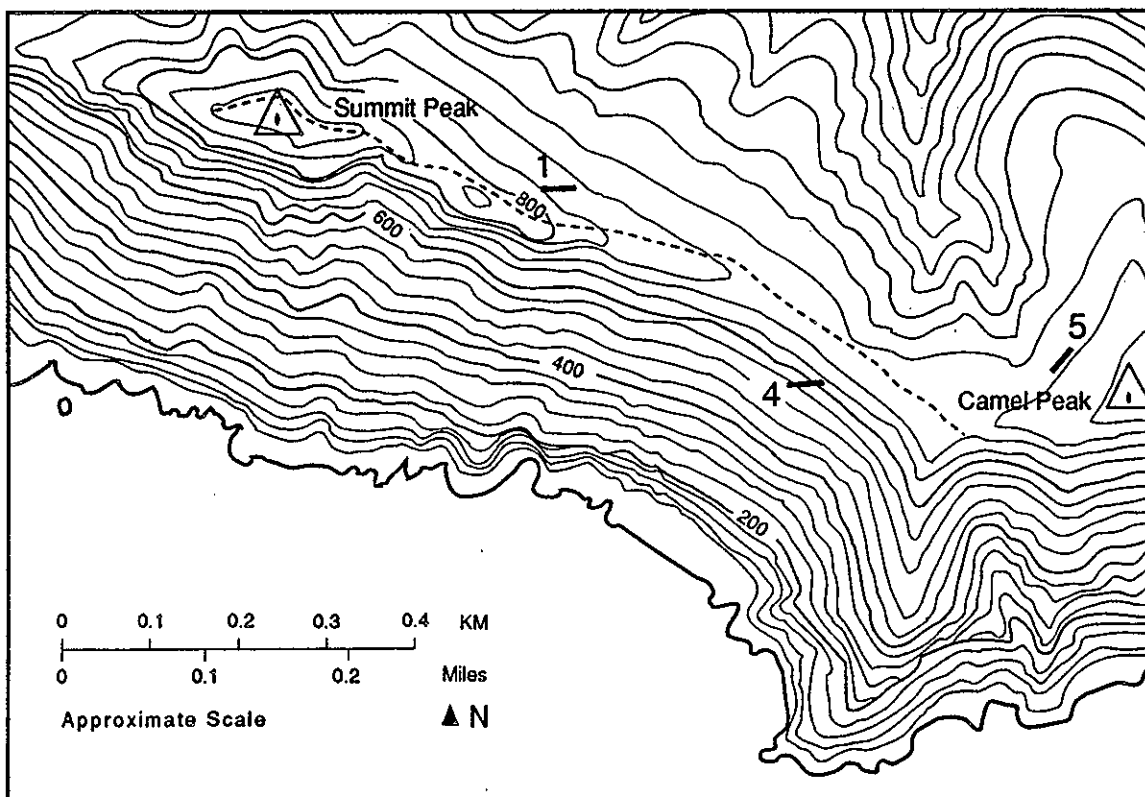 Summit Peak
1
800
600
5
400
4
Camel Peak
0
200
0 0.1 0.2 0.3 0.4 KM
0 0.1 0.2 Miles
Approximate Scale
N